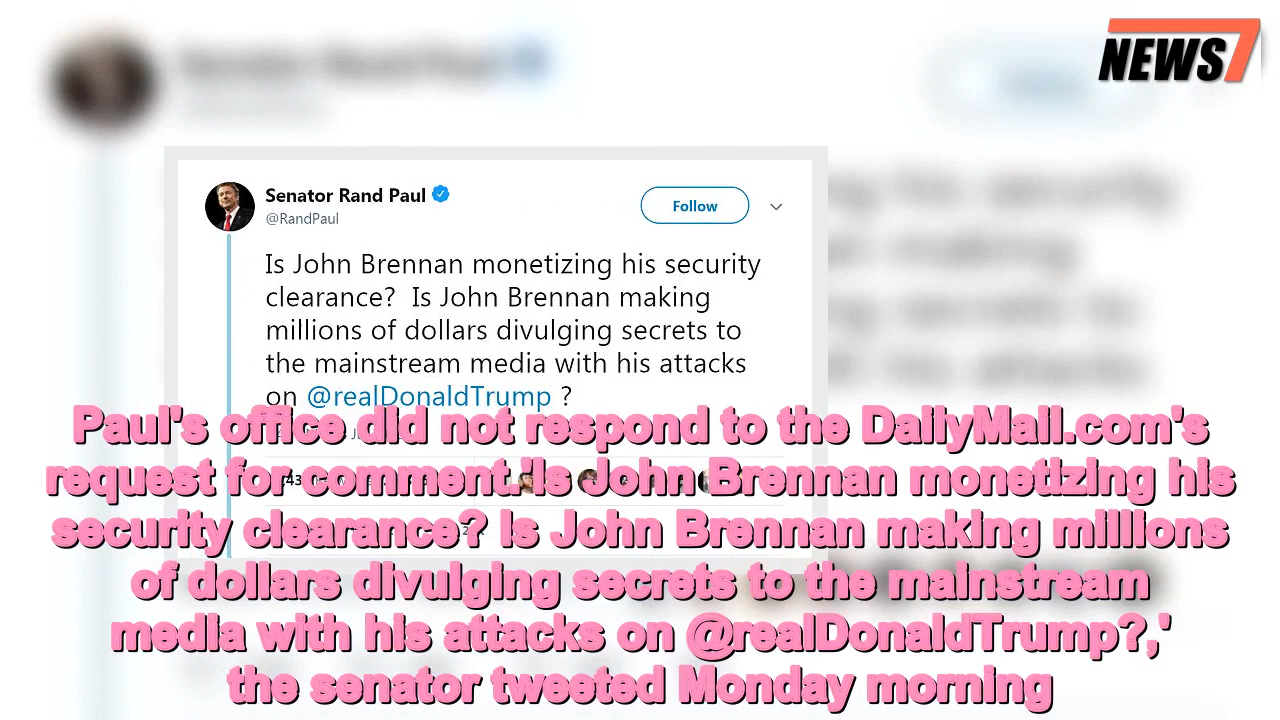 NEWS7
Senator Rand Paul
@RandPaul
Follow
Is John Brennan monetizing his security
clearance? Is John Brennan making
millions of dollars divulging secrets to
the mainstream media with his attacks
on @realDonaldTrump ?
Paul's office did not respond to the DailyMail.com's
request for comment.'Is John Brennan monetizing his
security clearance? Is John Brennan making millions
of dollars divulging secrets to the mainstream
media with his attacks on @realDonaldTrump?,'
the senator tweeted Monday morning